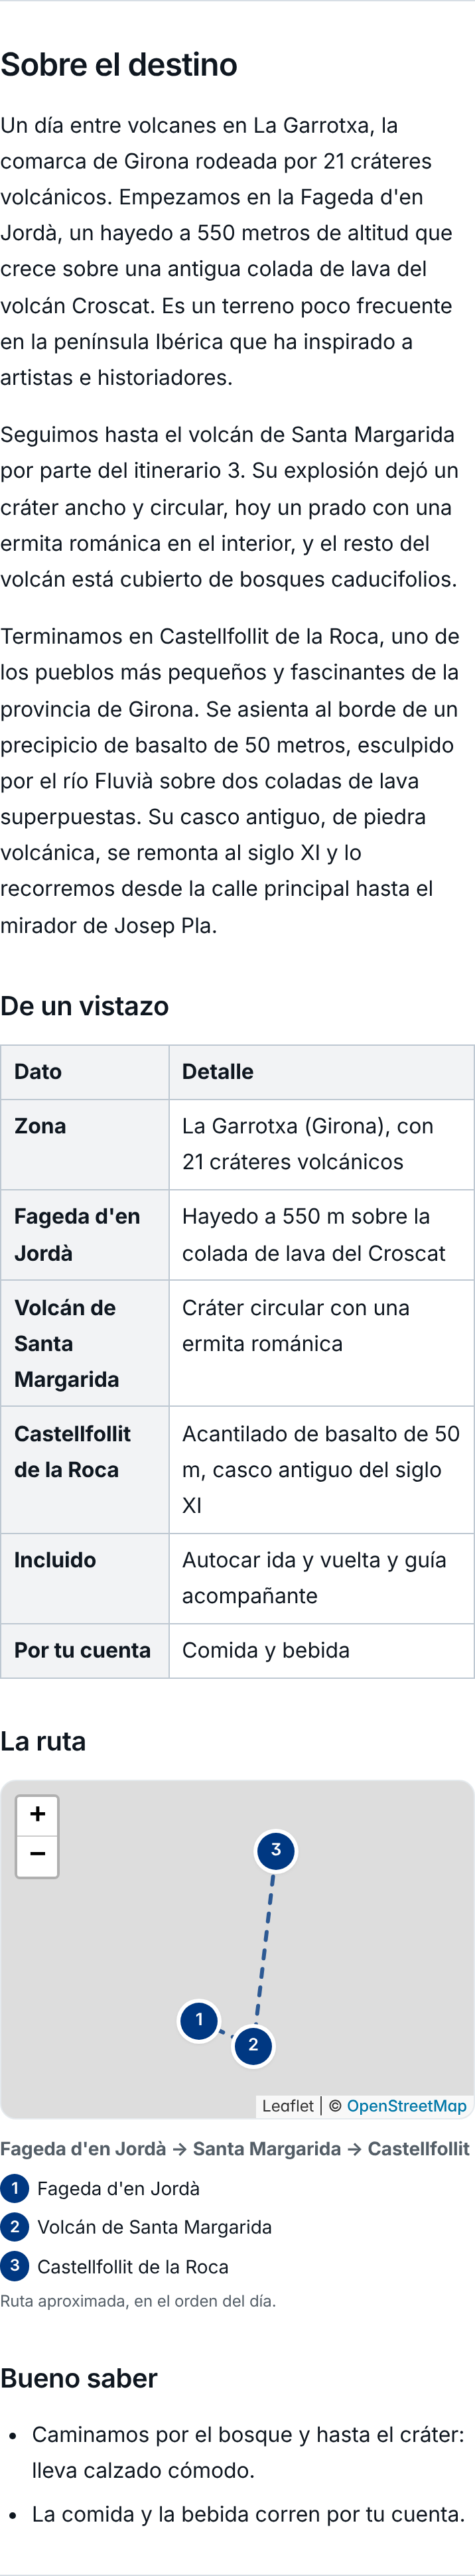 Sobre el destino
Un día entre volcanes en La Garrotxa, la
comarca de Girona rodeada por 21 cráteres
volcánicos. Empezamos en la Fageda d'en
Jordà, un hayedo a 550 metros de altitud que
crece sobre una antigua colada de lava del
volcán Croscat. Es un terreno poco frecuente
en la península Ibérica que ha inspirado a
artistas e historiadores.
Seguimos hasta el volcán de Santa Margarida
por parte del itinerario 3. Su explosión dejó un
cráter ancho y circular, hoy un prado con una
ermita románica en el interior, y el resto del
volcán está cubierto de bosques caducifolios.
Terminamos en Castellfollit de la Roca, uno de
los pueblos más pequeños y fascinantes de la
provincia de Girona. Se asienta al borde de un
precipicio de basalto de 50 metros, esculpido
por el río Fluvià sobre dos coladas de lava
superpuestas. Su casco antiguo, de piedra
volcánica, se remonta al siglo XI y lo
recorremos desde la calle principal hasta el
mirador de Josep Pla.
De un vistazo
Dato Detalle
Zona La Garrotxa (Girona), con
21 cráteres volcánicos
Fageda d'en Hayedo a 550 m sobre la
Jordà colada de lava del Croscat
Volcán de Cráter circular con una
Santa ermita románica
Margarida
Castellfollit Acantilado de basalto de 50
de la Roca m, casco antiguo del siglo
XI
Incluido Autocar ida y vuelta y guía
acompañante
Por tu cuenta Comida y bebida
La ruta
+
−
3
1
2
Leaflet | © OpenStreetMap
Fageda d'en Jordà → Santa Margarida → Castellfollit
1 Fageda d'en Jordà
2 Volcán de Santa Margarida
3 Castellfollit de la Roca
Ruta aproximada, en el orden del día.
Bueno saber
• Caminamos por el bosque y hasta el cráter:
lleva calzado cómodo.
• La comida y la bebida corren por tu cuenta.